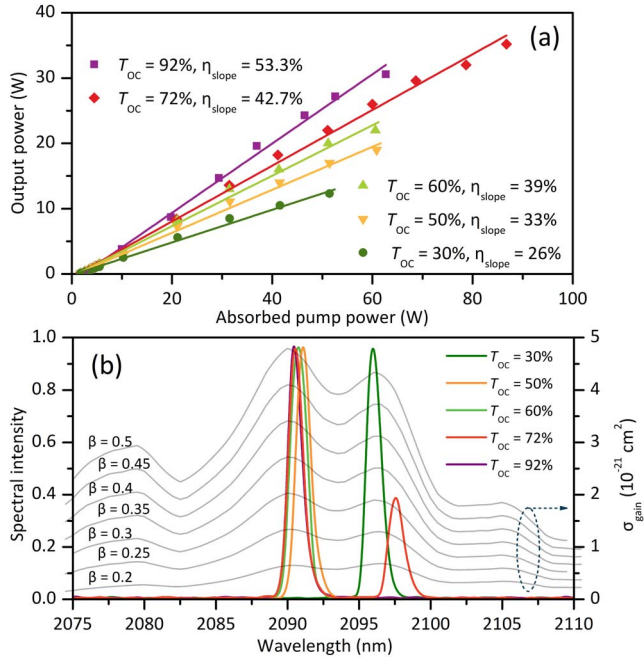 (a)
T_OC = 92%, η_slope = 53.3%
T_OC = 72%, η_slope = 42.7%
T_OC = 60%, η_slope = 39%
T_OC = 50%, η_slope = 33%
T_OC = 30%, η_slope = 26%
Output power (W)
40
30
20
10
0
0 20 40 60 80 100
Absorbed pump power (W)
(b)
T_OC = 30%
T_OC = 50%
T_OC = 60%
T_OC = 72%
T_OC = 92%
β = 0.5
β = 0.45
β = 0.4
β = 0.35
β = 0.3
β = 0.25
β = 0.2
Spectral intensity
1.0
0.8
0.6
0.4
0.2
0.0
5
4
3
2
1
0
σ_gain (10⁻²¹ cm²)
2075 2080 2085 2090 2095 2100 2105 2110
Wavelength (nm)